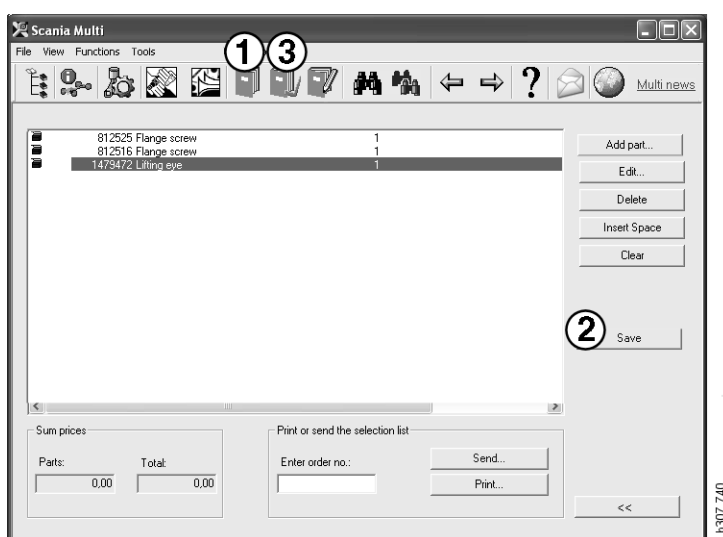 Scania Multi
File View Functions Tools
1 3
? Multi news
812525 Flange screw 1
812516 Flange screw 1
1479472 Lifting eye 1
Add part...
Edit...
Delete
Insert Space
Clear
2 Save
Sum prices
Parts: Total:
0,00 0,00
Print or send the selection list
Enter order no.:
Send...
Print...
<<
b307 740